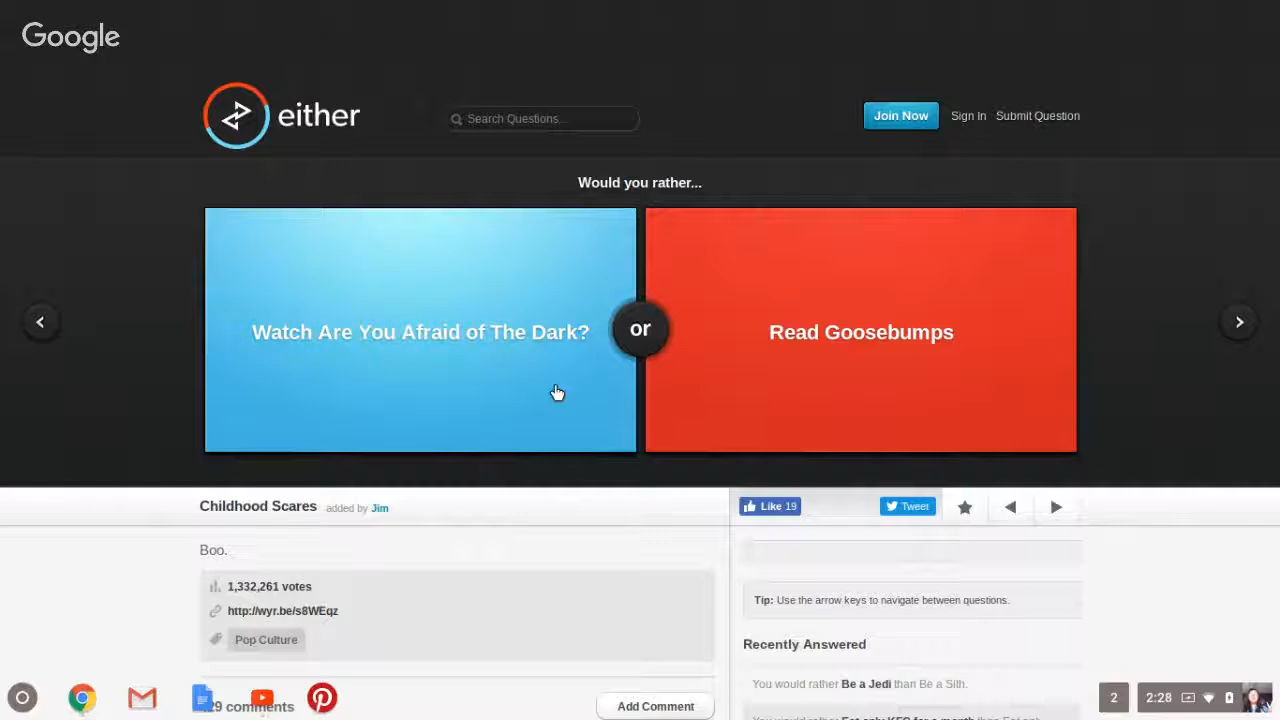 Google
either
Search Questions...
Join Now
Sign In
Submit Question
Would you rather...
Watch Are You Afraid of The Dark?
or
Read Goosebumps
Childhood Scares added by Jim
Like 19
Tweet
Boo.
1,332,261 votes
http://wyr.be/s8WEqz
Pop Culture
Tip: Use the arrow keys to navigate between questions.
Recently Answered
You would rather Be a Jedi than Be a Sith.
comments
Add Comment
2
2:28